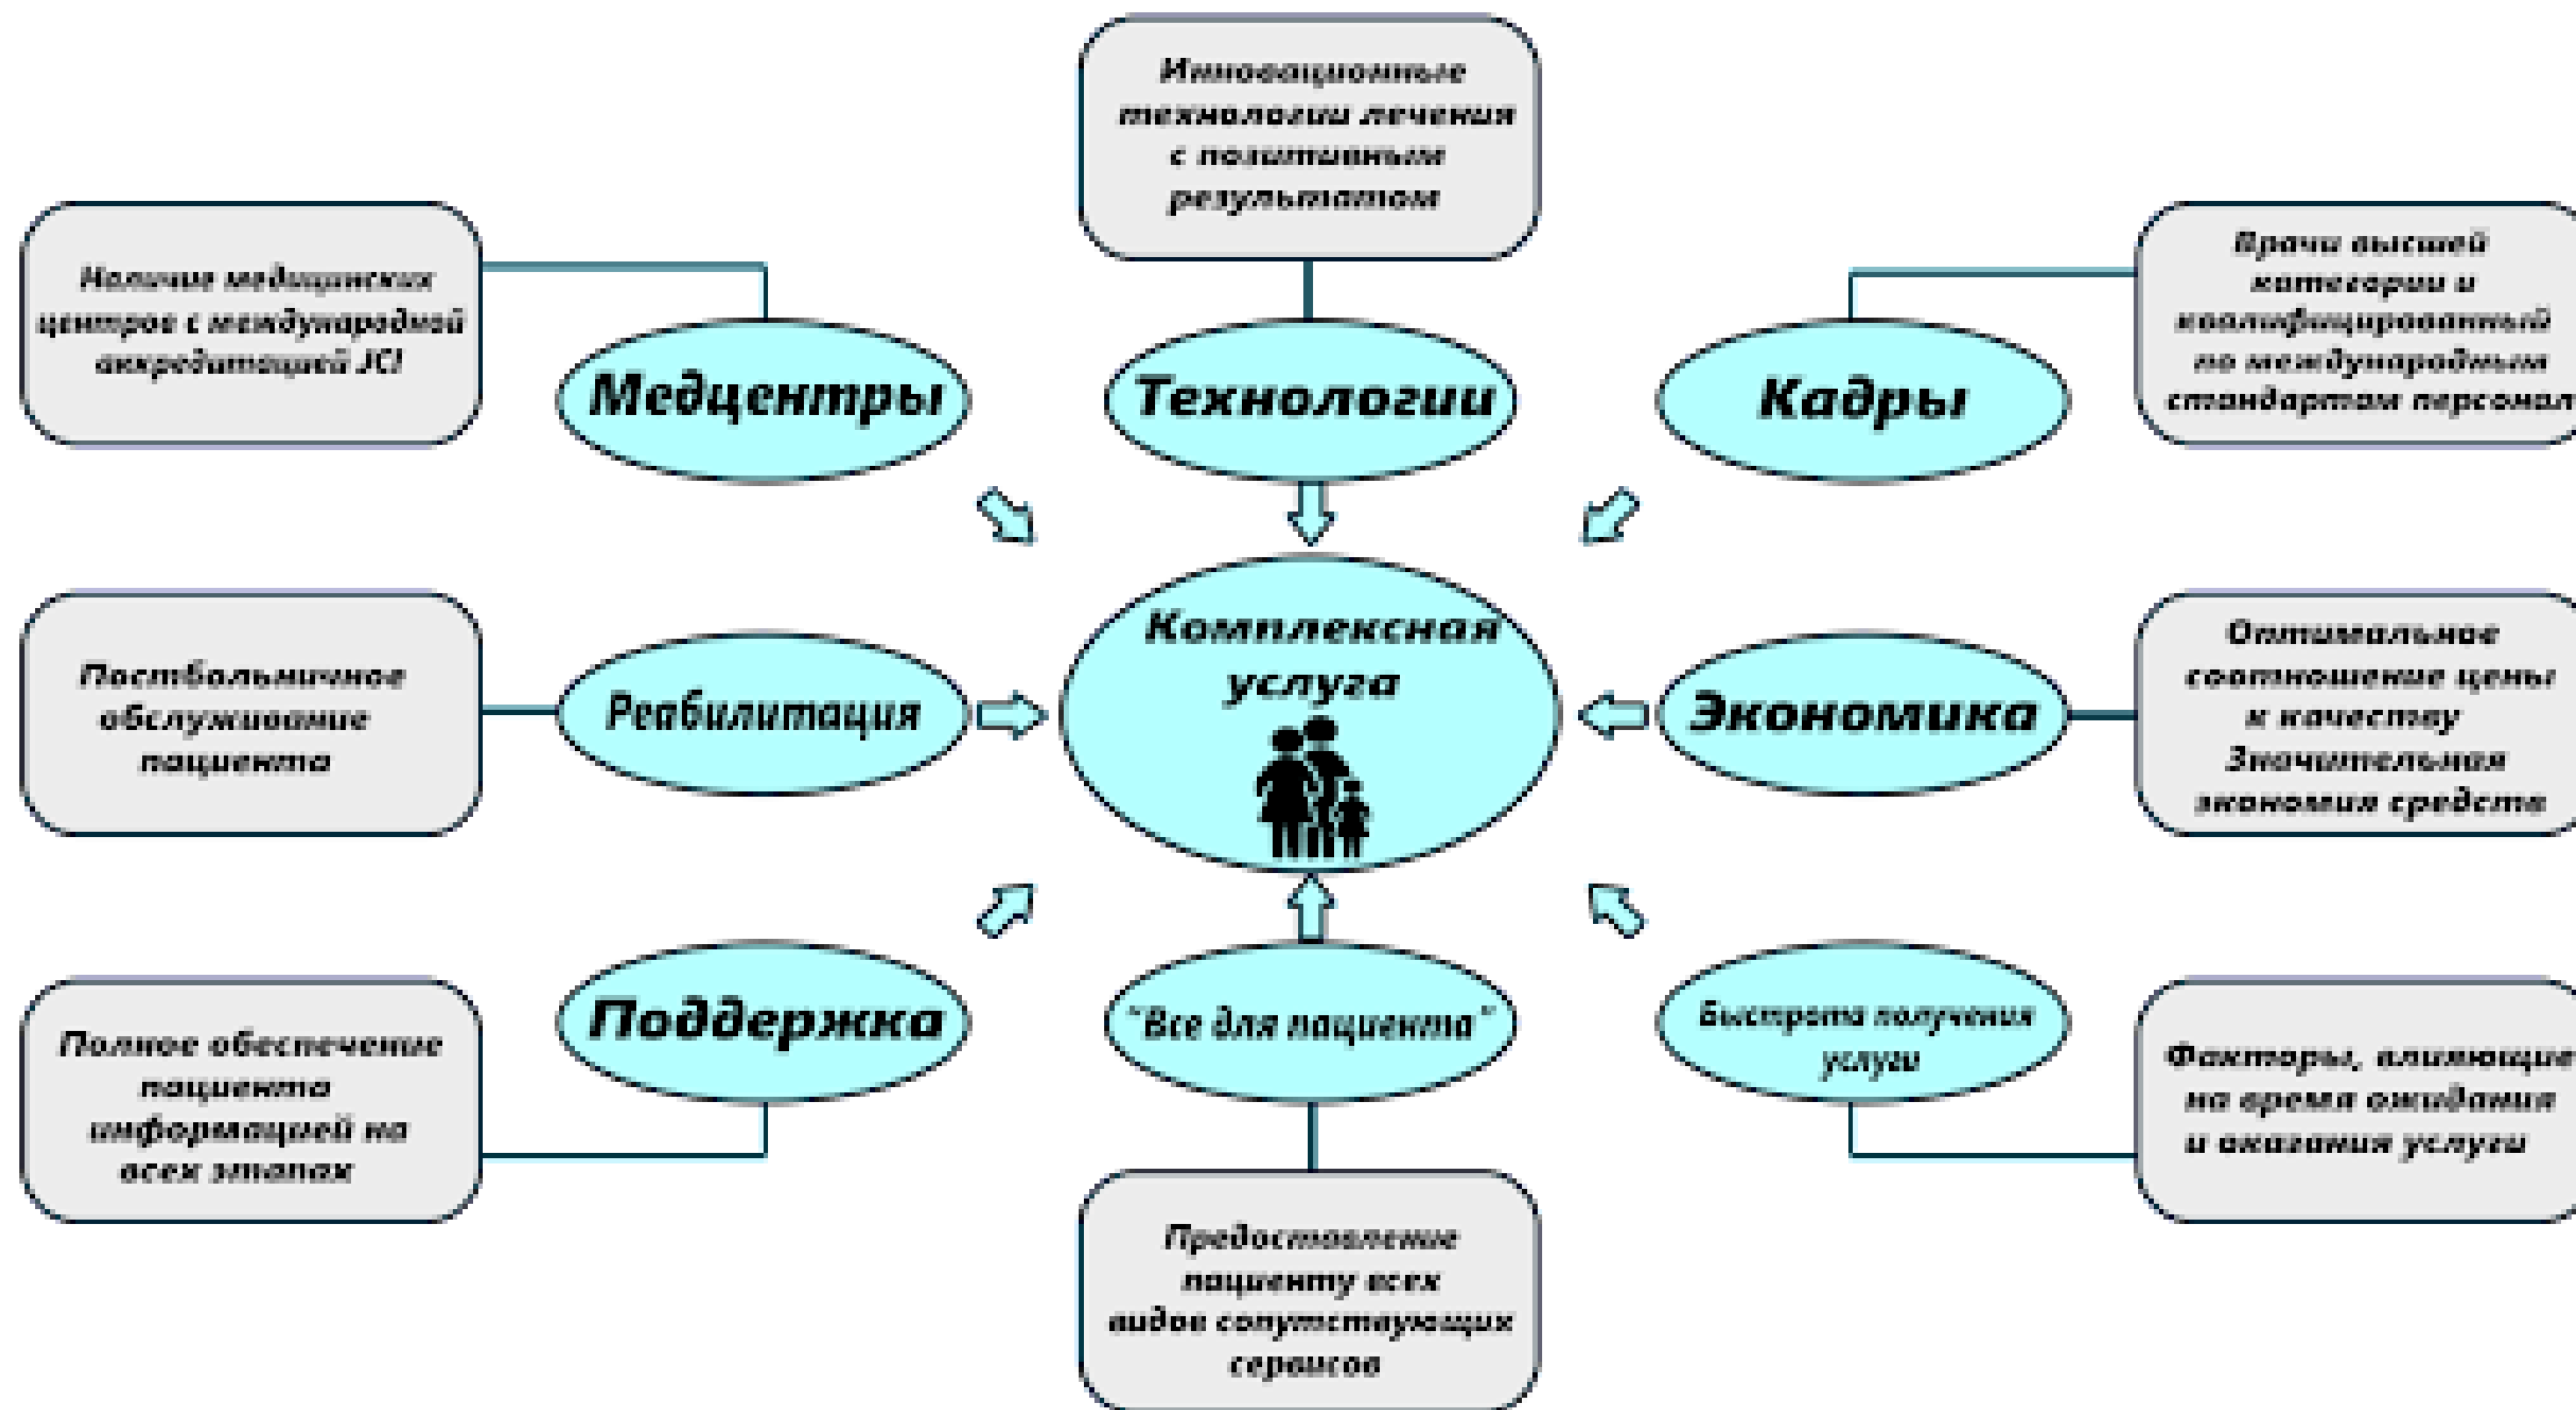 Инновационные
технологии лечения
с позитивным
результатом
Наличие медицинских
центров с международной
аккредитацией JCI
Врачи высшей
категории и
квалифицированный
по международным
стандартам персонал
Медцентры
Технологии
Кадры
Комплексная
услуга
Постбольничное
обслуживание
пациента
Реабилитация
Экономика
Оптимальное
соотношение цены
к качеству
Значительная
экономия средств
Поддержка
"Все для пациента"
Быстрота получения
услуги
Полное обеспечение
пациента
информацией на
всех этапах
Факторы, влияющие
на время ожидания
и оказания услуги
Предоставление
пациенту всех
видов сопутствующих
сервисов